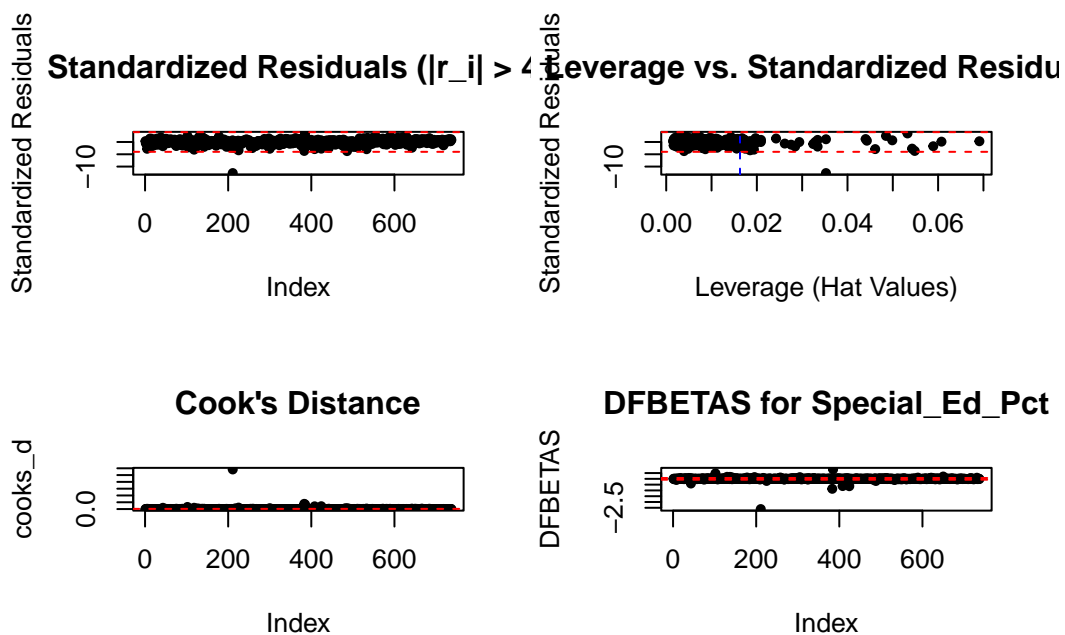 Standardized Residuals (|r_i| > 4
Standardized Residuals
−10
0 200 400 600
Index
Leverage vs. Standardized Residu
Standardized Residuals
−10
0.00 0.02 0.04 0.06
Leverage (Hat Values)
Cook's Distance
cooks_d
0.0
0 200 400 600
Index
DFBETAS for Special_Ed_Pct
DFBETAS
−2.5
0 200 400 600
Index